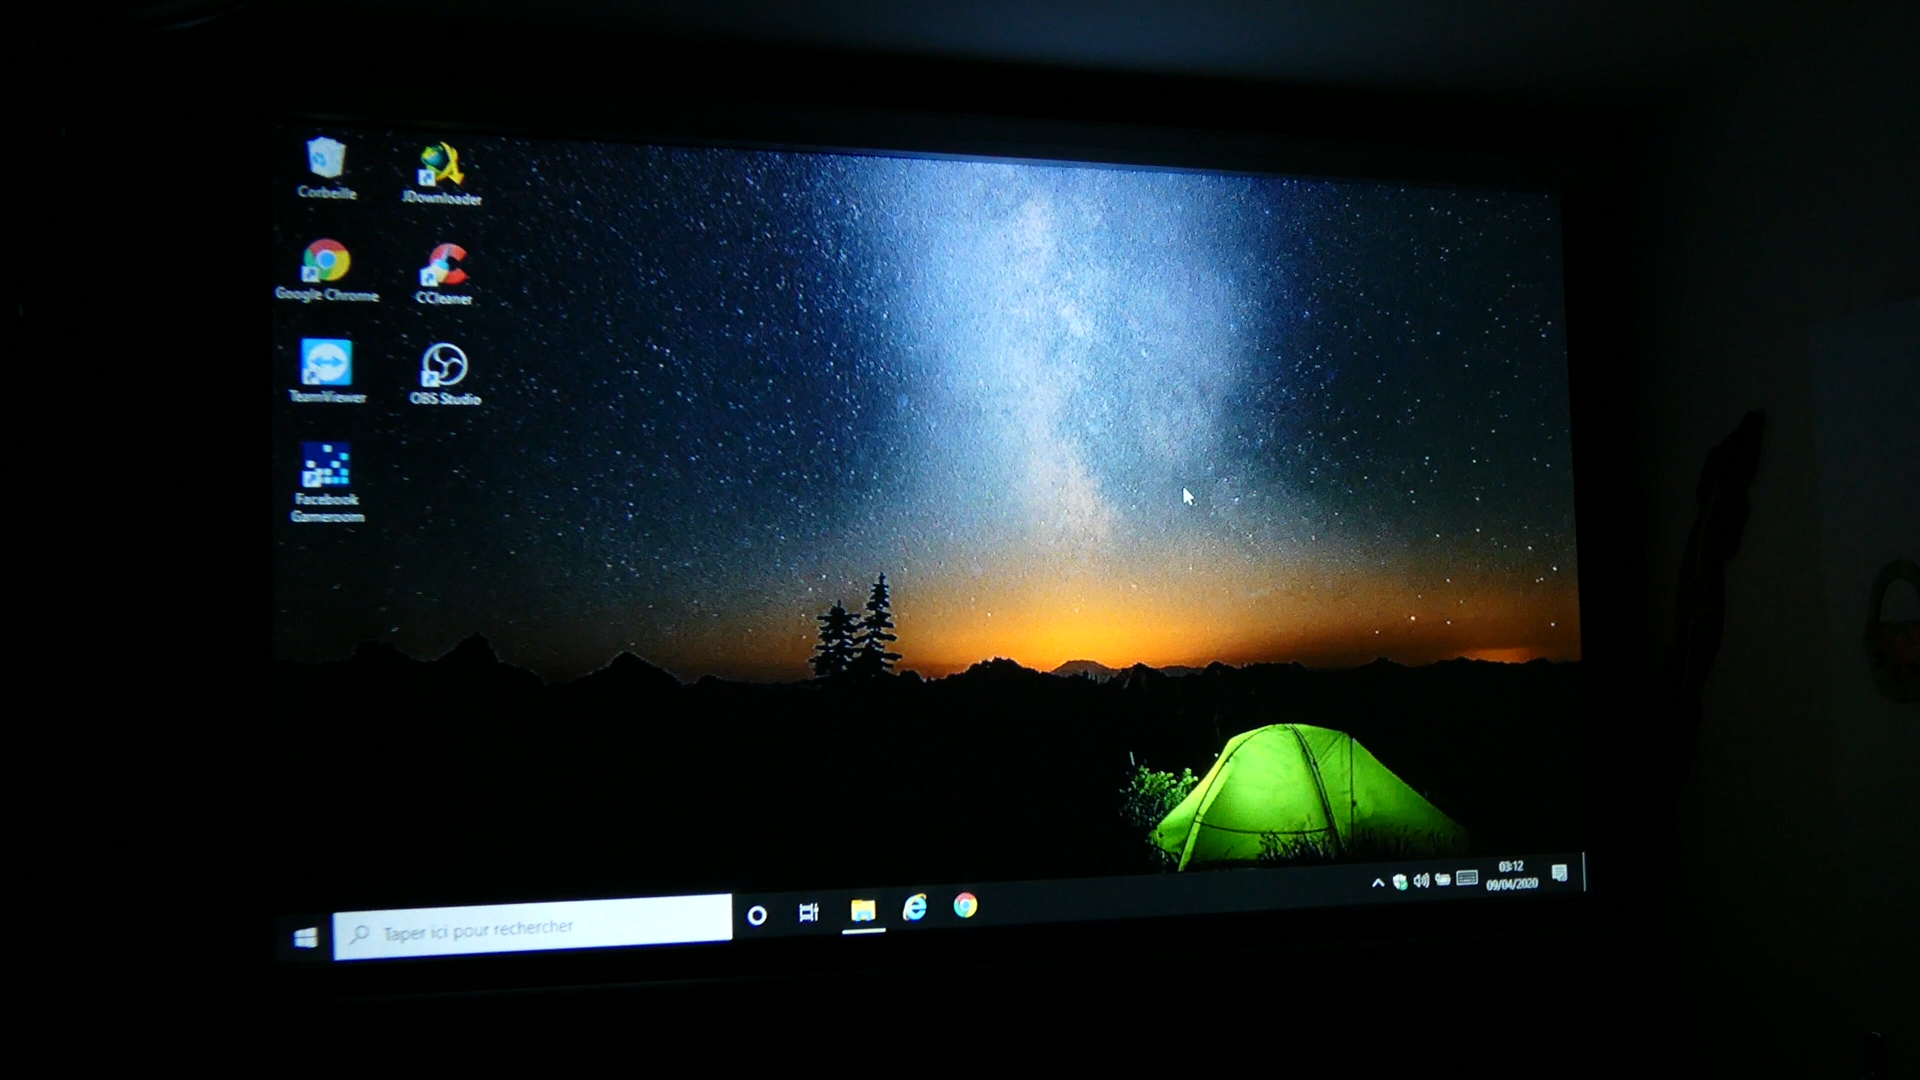 Corbeille
JDownloader
Google Chrome
CCleaner
TeamViewer
OBS Studio
Facebook
Gameroom
Taper ici pour rechercher
03:12
09/04/2020